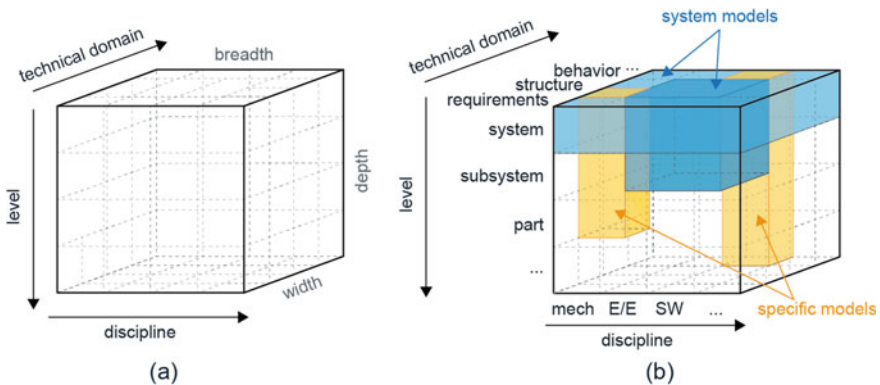 technical domain
breadth
level
depth
width
discipline
(a)
system models
technical domain
behavior ...
structure
requirements
system
subsystem
level
part
...
mech E/E SW ...
specific models
discipline
(b)